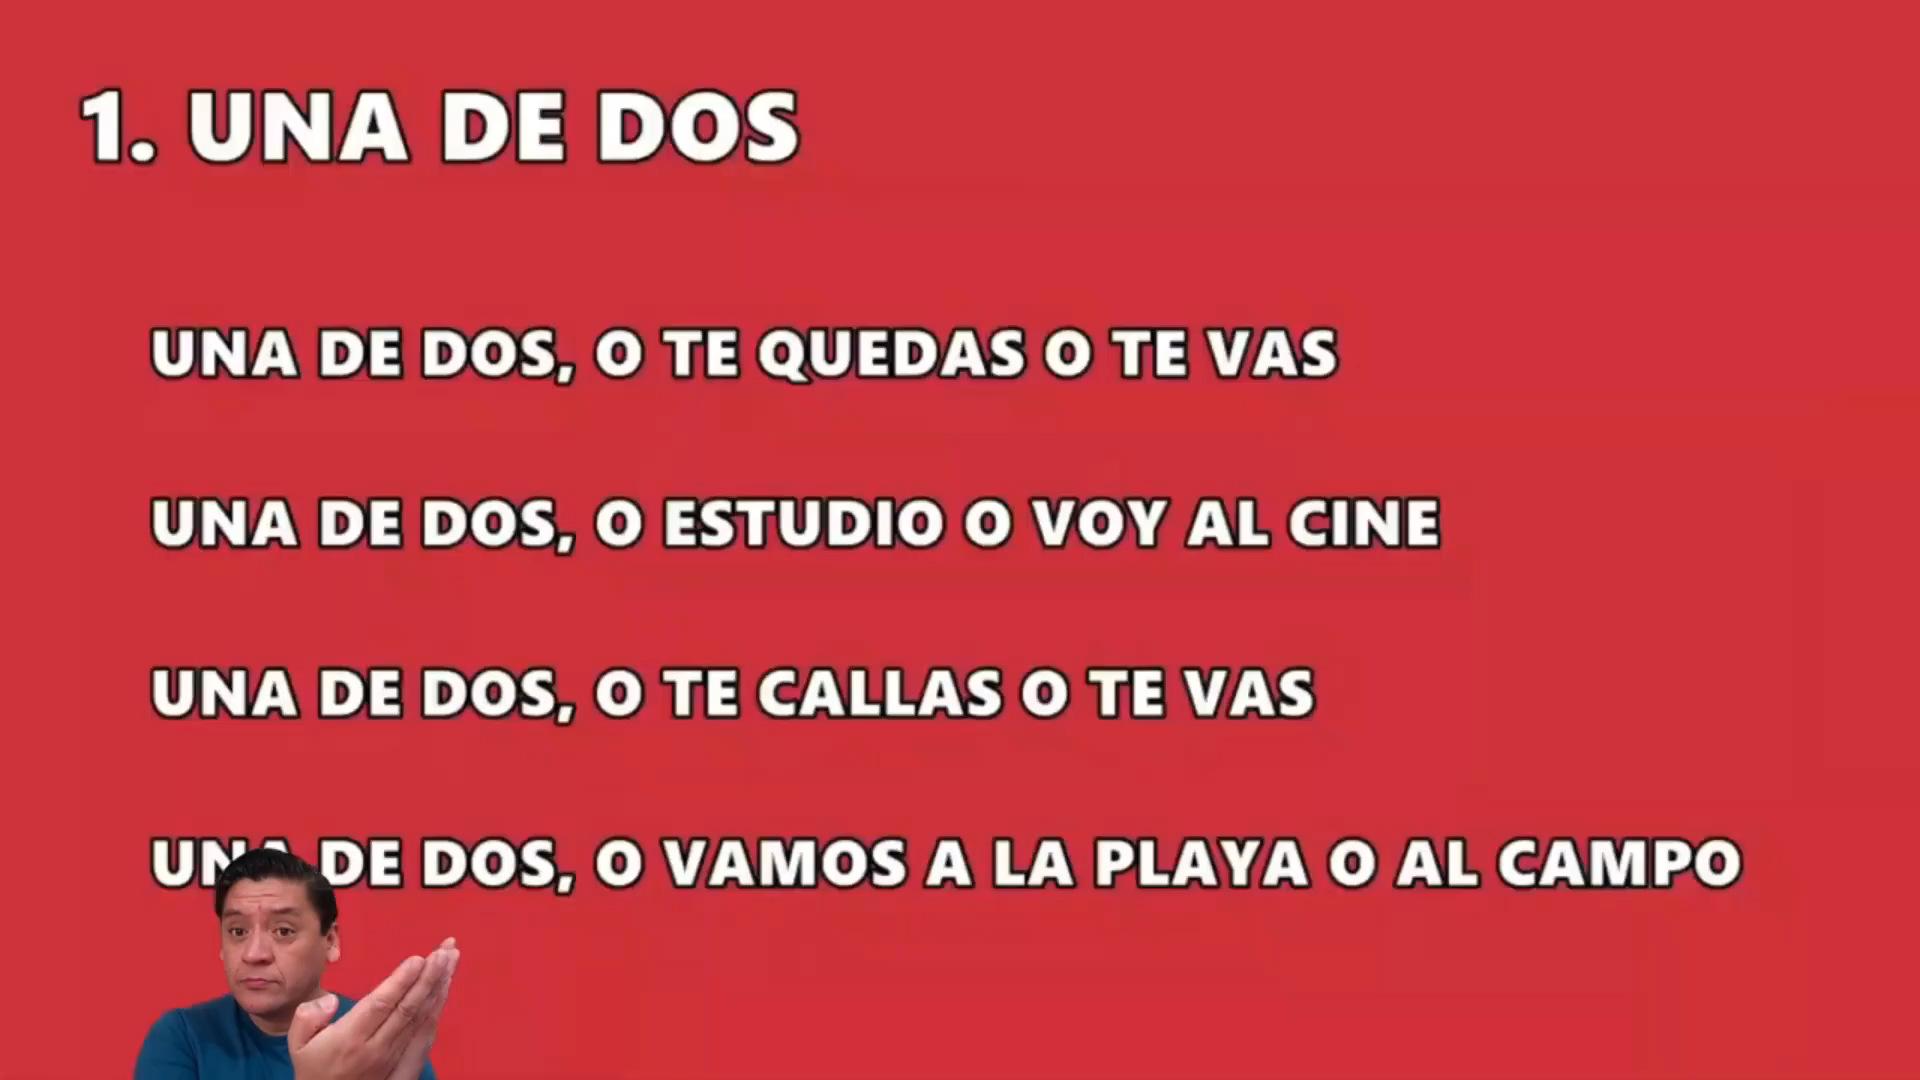 1. UNA DE DOS
UNA DE DOS, O TE QUEDAS O TE VAS
UNA DE DOS, O ESTUDIO O VOY AL CINE
UNA DE DOS, O TE CALLAS O TE VAS
UNA DE DOS, O VAMOS A LA PLAYA O AL CAMPO